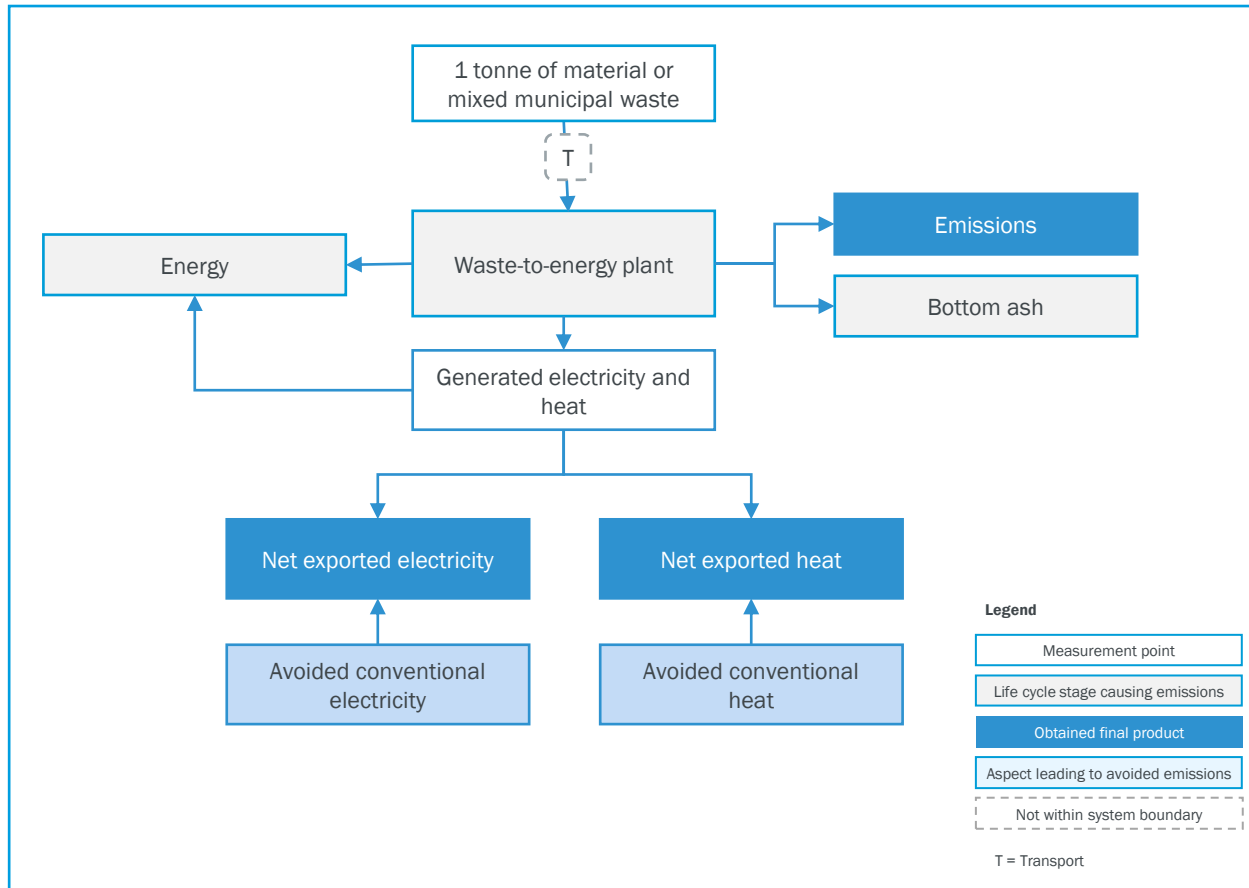 1 tonne of material or
mixed municipal waste
T
Emissions
Energy
Waste-to-energy plant
Bottom ash
Generated electricity and
heat
Net exported electricity
Net exported heat
Avoided conventional
electricity
Avoided conventional
heat
Legend
Measurement point
Life cycle stage causing emissions
Obtained final product
Aspect leading to avoided emissions
Not within system boundary
T = Transport